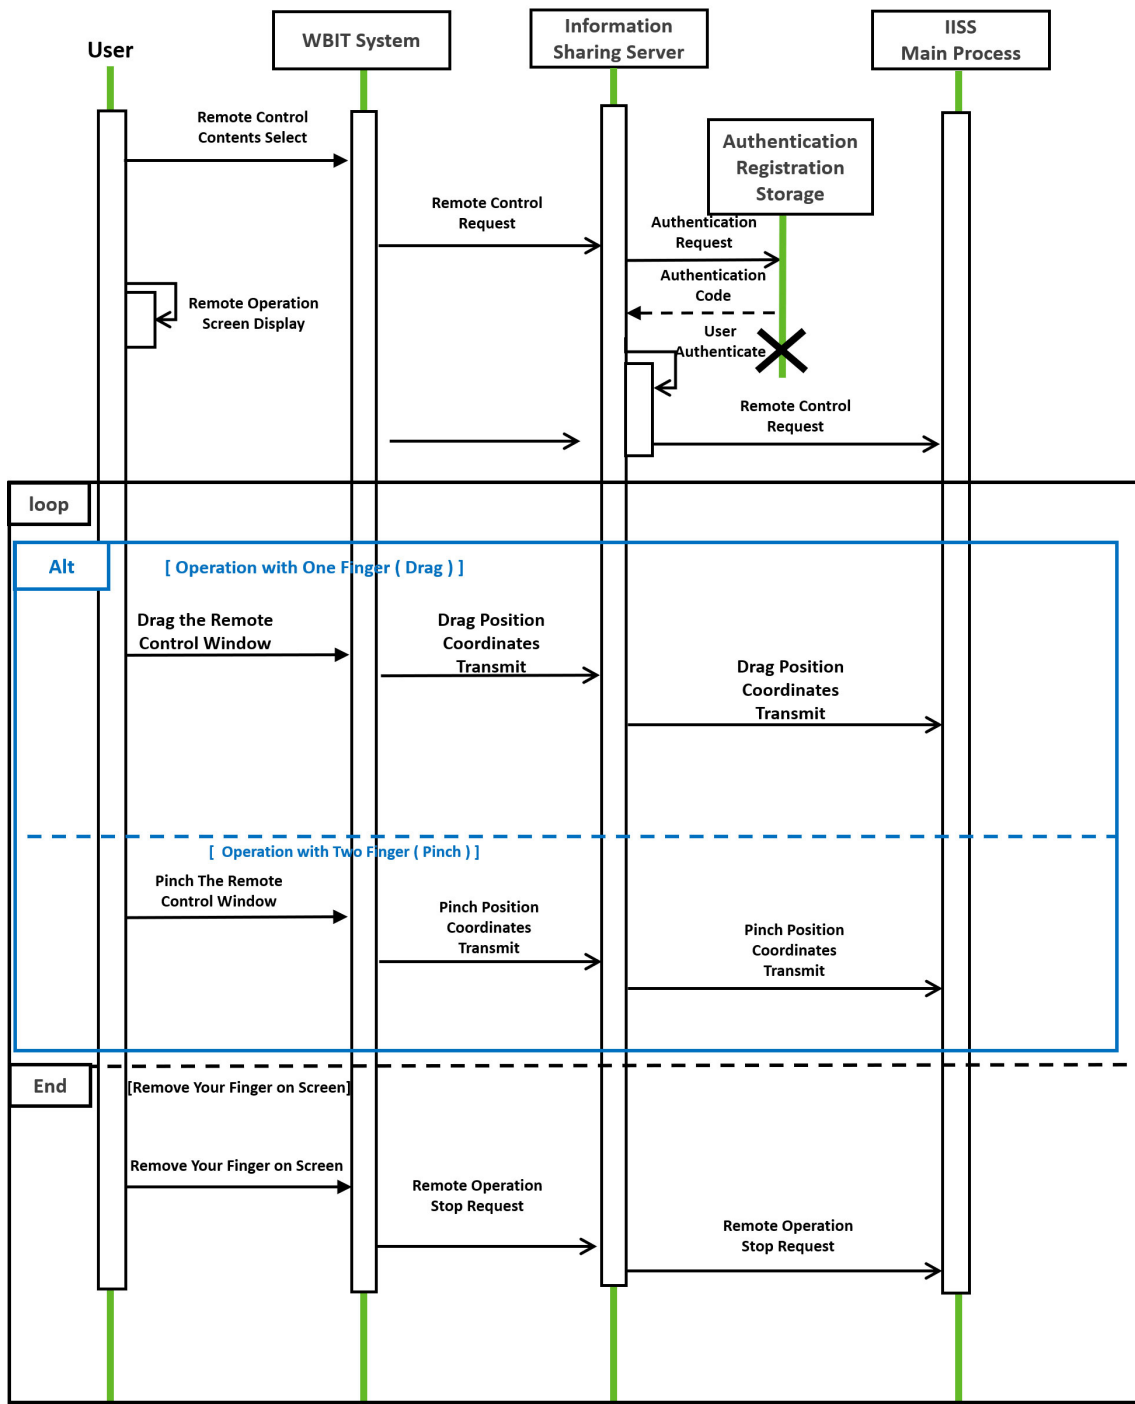 User
WBIT System
Information
Sharing Server
IISS
Main Process
Remote Control
Contents Select
Authentication
Registration
Storage
Remote Control
Request
Authentication
Request
Authentication
Code
Remote Operation
Screen Display
User
Authenticate
Remote Control
Request
loop
Alt
[ Operation with One Finger ( Drag ) ]
Drag the Remote
Control Window
Drag Position
Coordinates
Transmit
Drag Position
Coordinates
Transmit
[ Operation with Two Finger ( Pinch ) ]
Pinch The Remote
Control Window
Pinch Position
Coordinates
Transmit
Pinch Position
Coordinates
Transmit
End
[Remove Your Finger on Screen]
Remove Your Finger on Screen
Remote Operation
Stop Request
Remote Operation
Stop Request